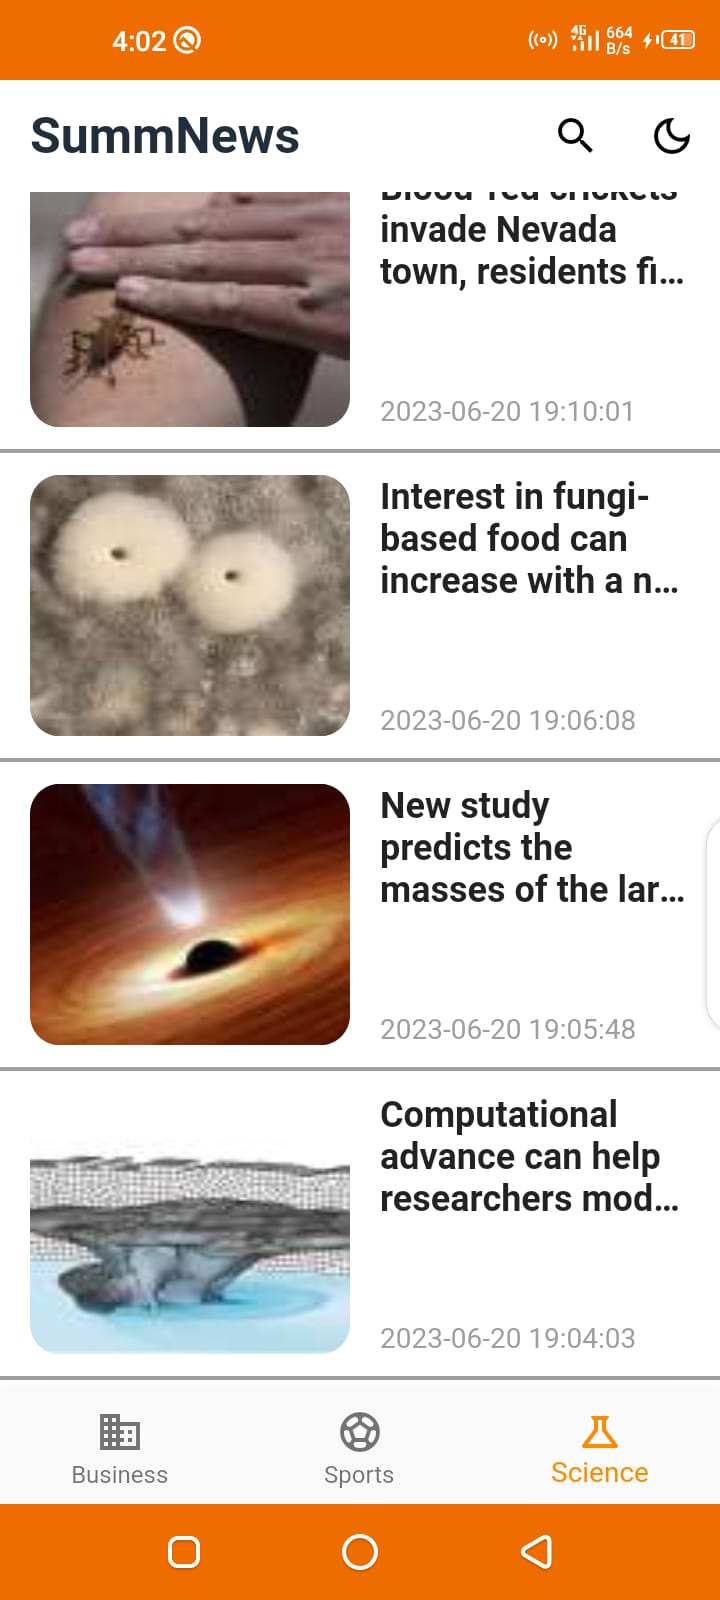 4:02
4G
664
B/s
41
SummNews
Blood-red crickets
invade Nevada
town, residents fi...
2023-06-20 19:10:01
Interest in fungi-
based food can
increase with a n...
2023-06-20 19:06:08
New study
predicts the
masses of the lar...
2023-06-20 19:05:48
Computational
advance can help
researchers mod...
2023-06-20 19:04:03
Business
Sports
Science